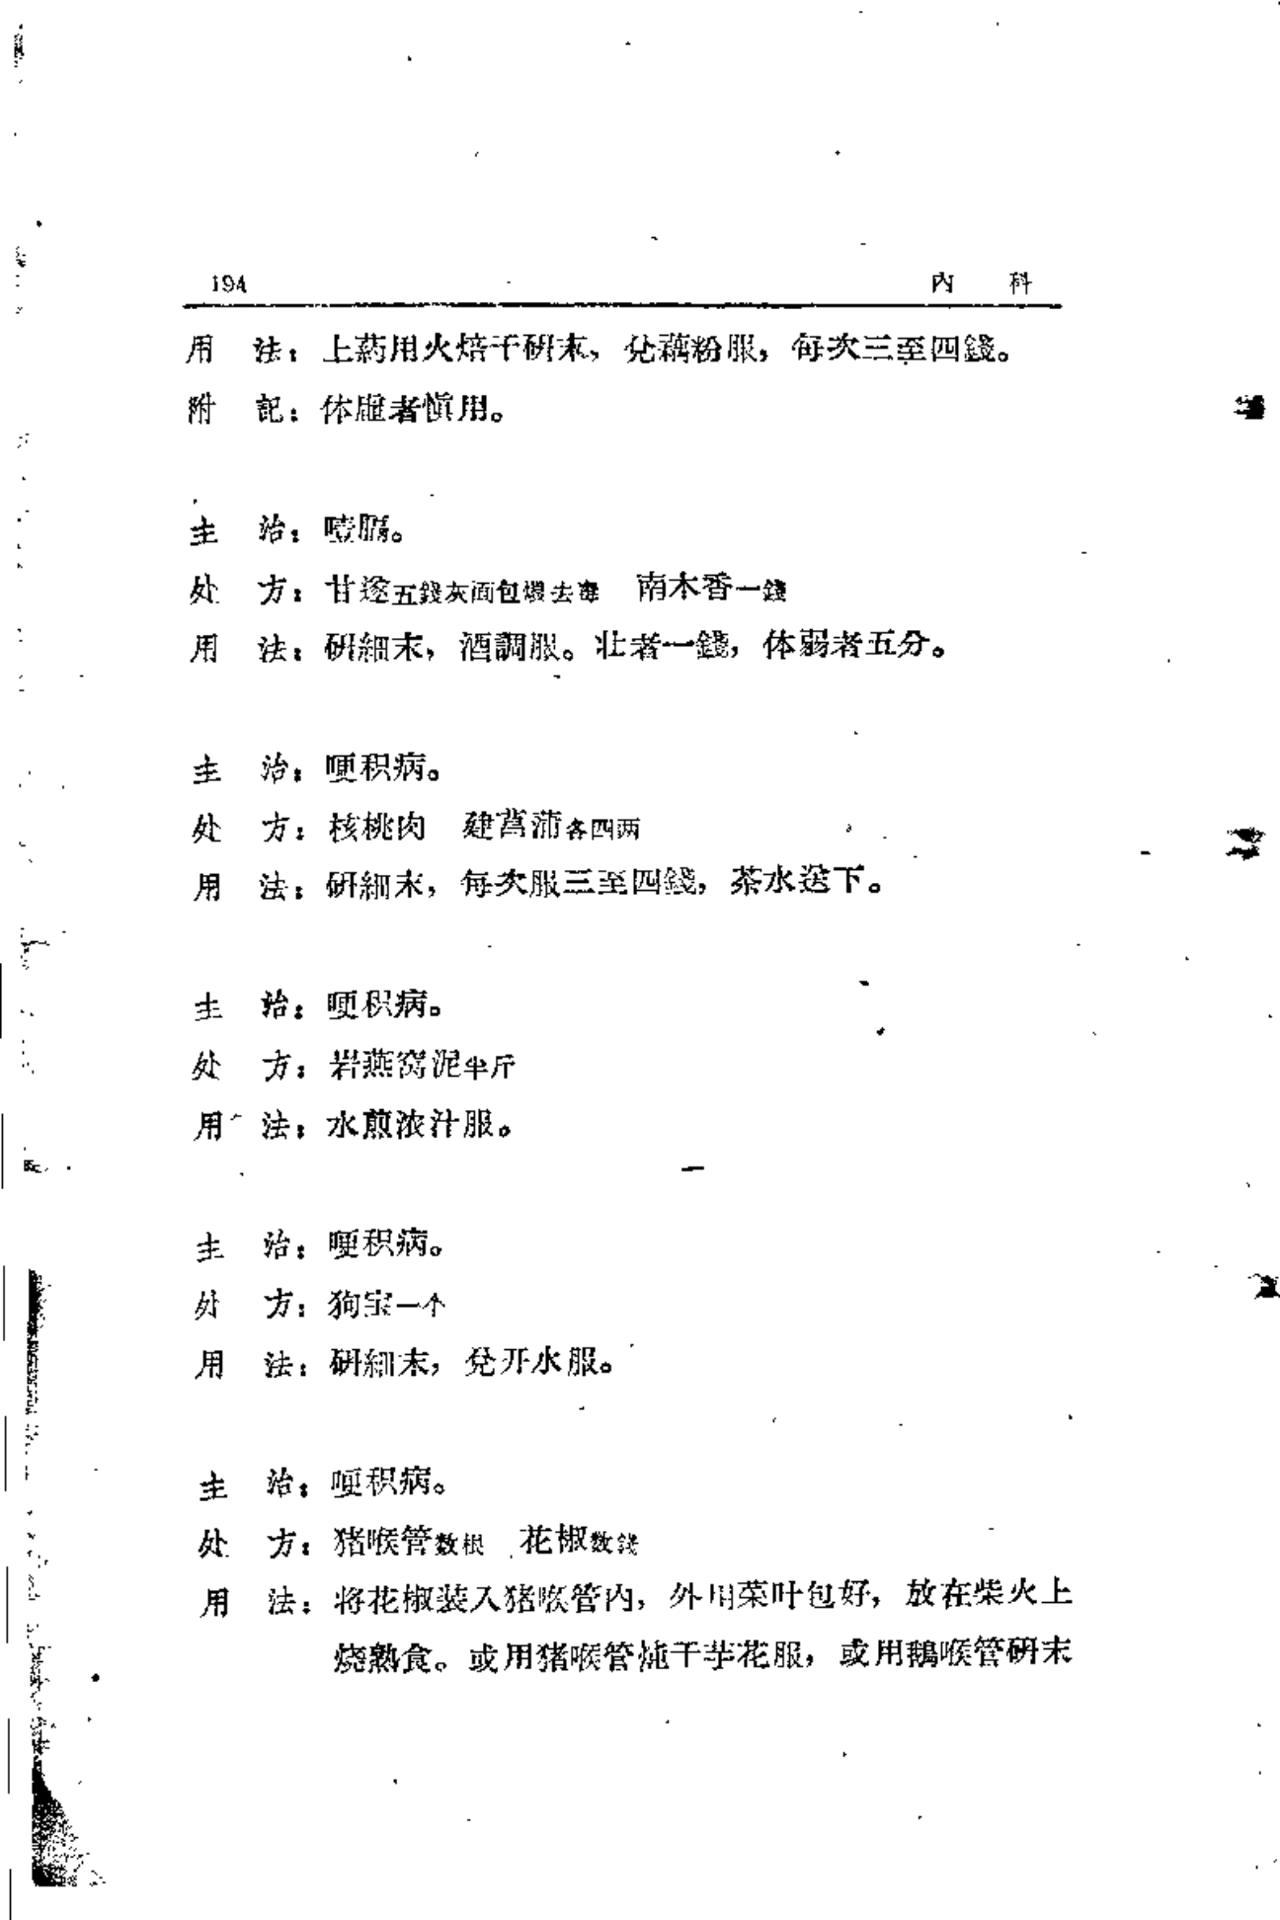 194 内 科
用 法：上药用火焙干研末，兑藕粉服，每次三至四錢。
附 記：体虛者愼用。
主 治：噎膈。
处 方：甘遂五錢灰面包煨去毒 南木香一錢
用 法：研細末，酒調服。壮者一錢，体弱者五分。
主 治：哽积病。
处 方：核桃肉 建菖蒲各四两
用 法：研細末，每次服三至四錢，茶水送下。
主 治：哽积病。
处 方：岩燕窝泥半斤
用 法：水煎浓汁服。
主 治：哽积病。
处 方：狗宝一个
用 法：研細末，兑开水服。
主 治：哽积病。
处 方：猪喉管数根 花椒数錢
用 法：将花椒装入猪喉管内，外用菜叶包好，放在柴火上
烧熟食。或用猪喉管炖干芋花服，或用鵝喉管研末